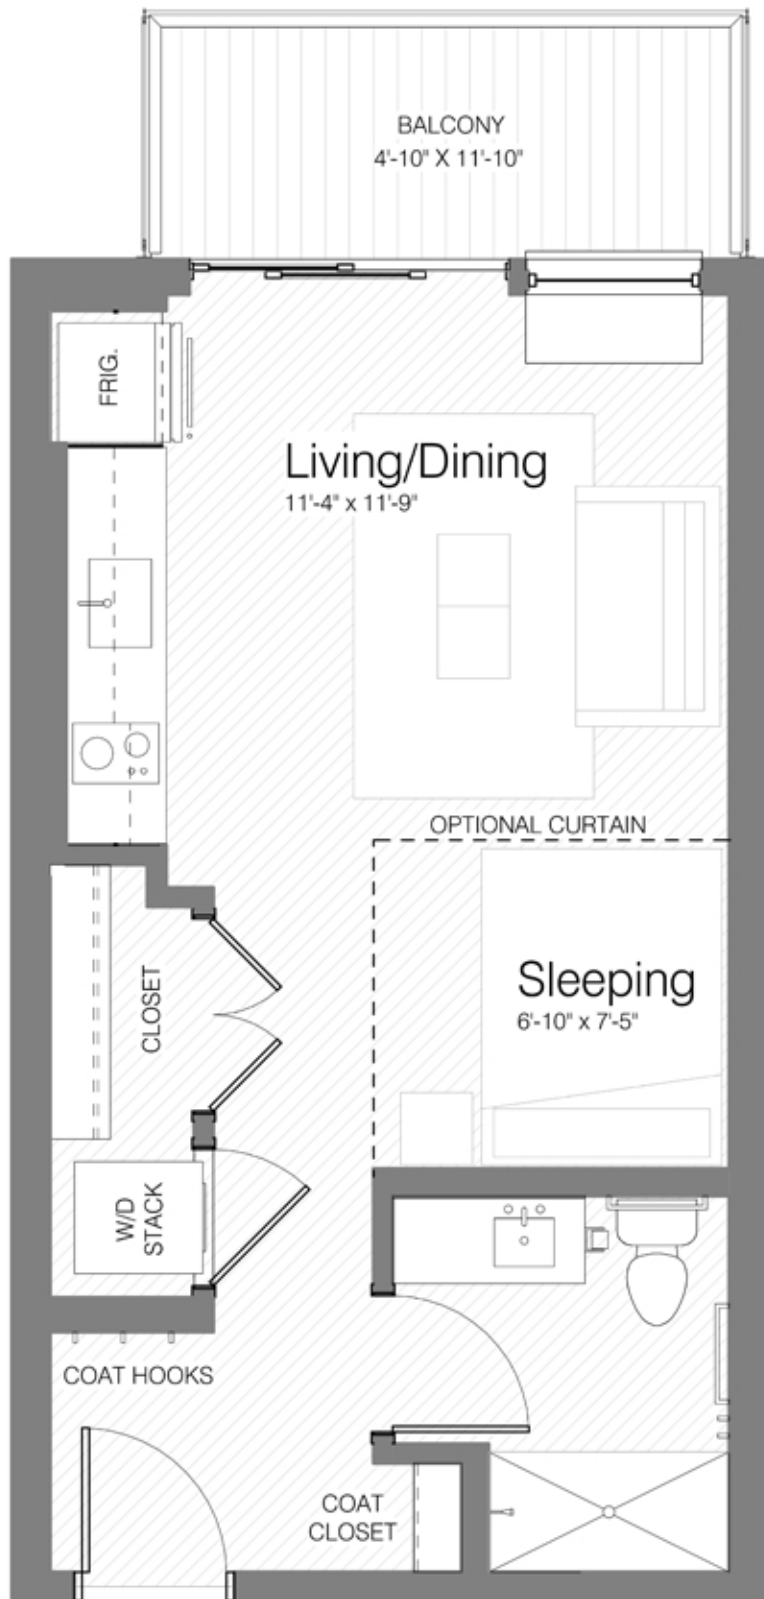 BALCONY
4'-10" X 11'-10"
FRIG.
Living/Dining
11'-4" x 11'-9"
OPTIONAL CURTAIN
CLOSET
Sleeping
6'-10" x 7'-5"
W/D
STACK
COAT HOOKS
COAT
CLOSET